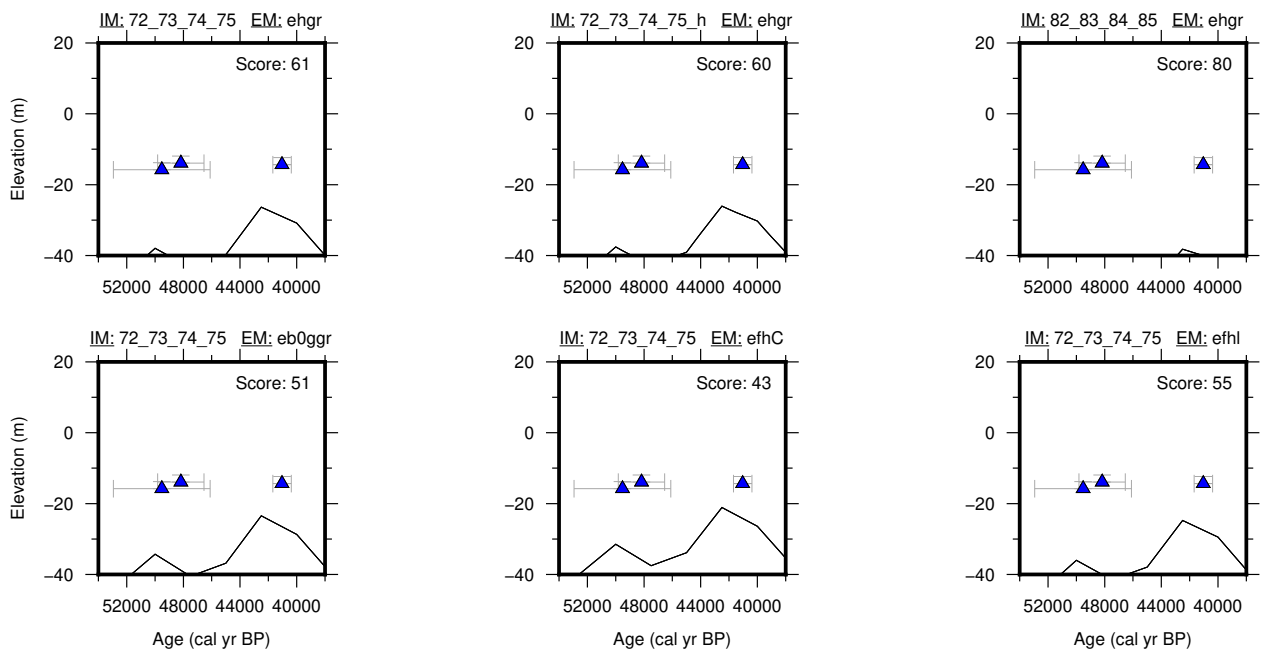 IM: 72_73_74_75 EM: ehgr
IM: 72_73_74_75_h EM: ehgr
IM: 82_83_84_85 EM: ehgr
20
0
−20
−40
Elevation (m)
Score: 61
52000 48000 44000 40000
20
0
−20
−40
Score: 60
52000 48000 44000 40000
20
0
−20
−40
Score: 80
52000 48000 44000 40000
IM: 72_73_74_75 EM: eb0ggr
IM: 72_73_74_75 EM: efhC
IM: 72_73_74_75 EM: efhl
20
0
−20
−40
Elevation (m)
Score: 51
52000 48000 44000 40000
Age (cal yr BP)
20
0
−20
−40
Score: 43
52000 48000 44000 40000
Age (cal yr BP)
20
0
−20
−40
Score: 55
52000 48000 44000 40000
Age (cal yr BP)